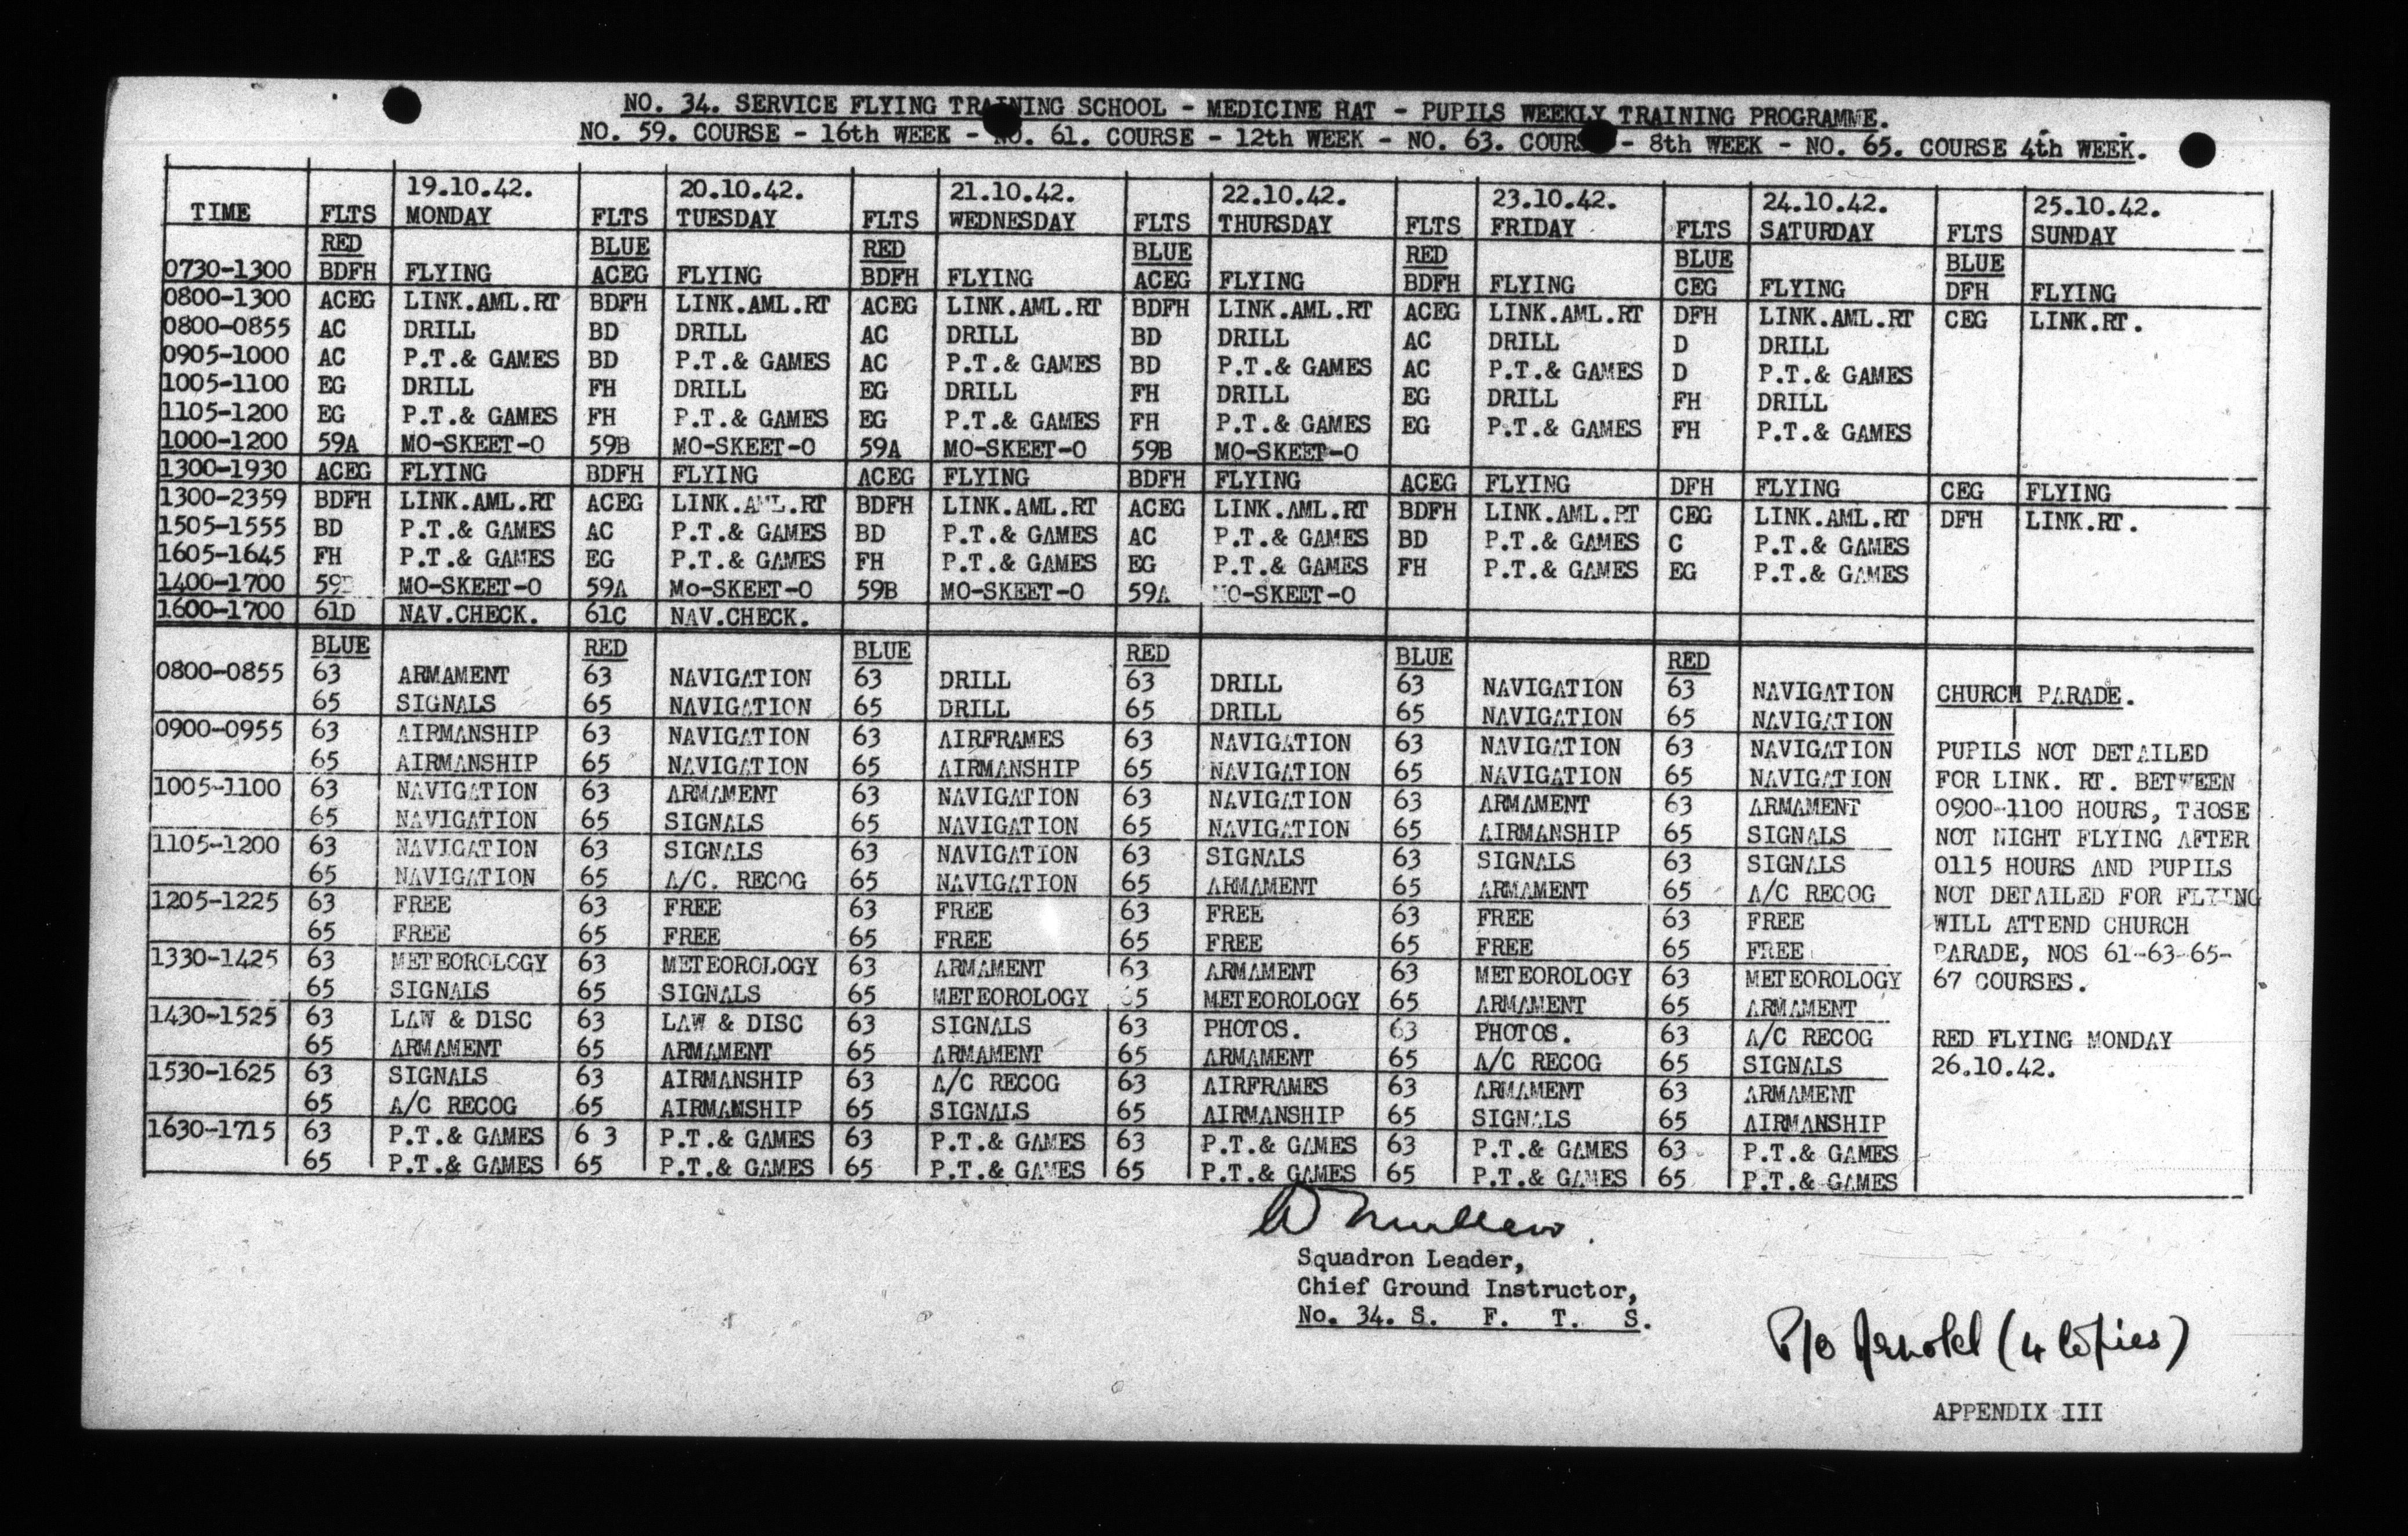 NO. 34. SERVICE FLYING TRAINING SCHOOL - MEDICINE HAT - PUPILS WEEKLY TRAINING PROGRAMME.
NO. 59. COURSE - 16th WEEK - NO. 61. COURSE - 12th WEEK - NO. 63. COURSE - 8th WEEK - NO. 65. COURSE 4th WEEK.
19.10.42. 20.10.42. 21.10.42. 22.10.42. 23.10.42. 24.10.42. 25.10.42.
TIME FLTS MONDAY FLTS TUESDAY FLTS WEDNESDAY FLTS THURSDAY FLTS FRIDAY FLTS SATURDAY FLTS SUNDAY
RED BLUE RED BLUE RED BLUE BLUE
0730-1300 BDFH FLYING ACEG FLYING BDFH FLYING ACEG FLYING BDFH FLYING CEG FLYING DFH FLYING
0800-1300 ACEG LINK.AML.RT BDFH LINK.AML.RT ACEG LINK.AML.RT BDFH LINK.AML.RT ACEG LINK.AML.RT DFH LINK.AML.RT CEG LINK.RT.
0800-0855 AC DRILL BD DRILL AC DRILL BD DRILL AC DRILL D DRILL
0905-1000 AC P.T.& GAMES BD P.T.& GAMES AC P.T.& GAMES BD P.T.& GAMES AC P.T.& GAMES D P.T.& GAMES
1005-1100 EG DRILL FH DRILL EG DRILL FH DRILL EG DRILL FH DRILL
1105-1200 EG P.T.& GAMES FH P.T.& GAMES EG P.T.& GAMES FH P.T.& GAMES EG P.T.& GAMES FH P.T.& GAMES
1000-1200 59A MO-SKEET-O 59B MO-SKEET-O 59A MO-SKEET-O 59B MO-SKEET-O
1300-1930 ACEG FLYING BDFH FLYING ACEG FLYING BDFH FLYING ACEG FLYING DFH FLYING CEG FLYING
1300-2359 BDFH LINK.AML.RT ACEG LINK.AML.RT BDFH LINK.AML.RT ACEG LINK.AML.RT BDFH LINK.AML.RT CEG LINK.AML.RT DFH LINK.RT.
1505-1555 BD P.T.& GAMES AC P.T.& GAMES BD P.T.& GAMES AC P.T.& GAMES BD P.T.& GAMES C P.T.& GAMES
1605-1645 FH P.T.& GAMES EG P.T.& GAMES FH P.T.& GAMES EG P.T.& GAMES FH P.T.& GAMES EG P.T.& GAMES
1400-1700 MO-SKEET-O 59A Mo-SKEET-O 59B MO-SKEET-O 59A MO-SKEET-O
1600-1700 61D NAV.CHECK. 61C NAV.CHECK.
BLUE RED BLUE RED BLUE RED
0800-0855 63 ARMAMENT 63 NAVIGATION 63 DRILL 63 DRILL 63 NAVIGATION 63 NAVIGATION CHURCH PARADE.
65 SIGNALS 65 NAVIGATION 65 DRILL 65 DRILL 65 NAVIGATION 65 NAVIGATION
0900-0955 63 AIRMANSHIP 63 NAVIGATION 63 AIRFRAMES 63 NAVIGATION 63 NAVIGATION 63 NAVIGATION PUPILS NOT DETAILED
65 AIRMANSHIP 65 NAVIGATION 65 AIRMANSHIP 65 NAVIGATION 65 NAVIGATION 65 NAVIGATION FOR LINK. RT. BETWEEN
1005-1100 63 NAVIGATION 63 ARMAMENT 63 NAVIGATION 63 NAVIGATION 63 ARMAMENT 63 ARMAMENT 0900-1100 HOURS, THOSE
65 NAVIGATION 65 SIGNALS 65 NAVIGATION 65 NAVIGATION 65 AIRMANSHIP 65 SIGNALS NOT NIGHT FLYING AFTER
1105-1200 63 NAVIGATION 63 SIGNALS 63 NAVIGATION 63 SIGNALS 63 SIGNALS 63 SIGNALS 0115 HOURS AND PUPILS
65 NAVIGATION 65 A/C. RECOG 65 NAVIGATION 65 ARMAMENT 65 ARMAMENT 65 A/C RECOG NOT DETAILED FOR FLYING
1205-1225 63 FREE 63 FREE 63 FREE 63 FREE 63 FREE 63 FREE WILL ATTEND CHURCH
65 FREE 65 FREE 65 FREE 65 FREE 65 FREE 65 FREE PARADE, NOS 61-63-65-
1330-1425 63 METEOROLOGY 63 METEOROLOGY 63 ARMAMENT 63 ARMAMENT 63 METEOROLOGY 63 METEOROLOGY 67 COURSES.
65 SIGNALS 65 SIGNALS 65 METEOROLOGY 65 METEOROLOGY 65 ARMAMENT 65 ARMAMENT
1430-1525 63 LAW & DISC 63 LAW & DISC 63 SIGNALS 63 PHOTOS. 63 PHOTOS. 63 A/C RECOG RED FLYING MONDAY
65 ARMAMENT 65 ARMAMENT 65 ARMAMENT 65 ARMAMENT 65 A/C RECOG 65 SIGNALS 26.10.42.
1530-1625 63 SIGNALS 63 AIRMANSHIP 63 A/C RECOG 63 AIRFRAMES 63 ARMAMENT 63 ARMAMENT
65 A/C RECOG 65 AIRMANSHIP 65 SIGNALS 65 AIRMANSHIP 65 SIGNALS 65 AIRMANSHIP
1630-1715 63 P.T.& GAMES 6 3 P.T.& GAMES 63 P.T.& GAMES 63 P.T.& GAMES 63 P.T.& GAMES 63 P.T.& GAMES
65 P.T.& GAMES 65 P.T.& GAMES 65 P.T.& GAMES 65 P.T.& GAMES 65 P.T.& GAMES 65 P.T.& GAMES
Squadron Leader,
Chief Ground Instructor,
No. 34. S. F. T. S.
P/O Arnold (4 Copies)
APPENDIX III